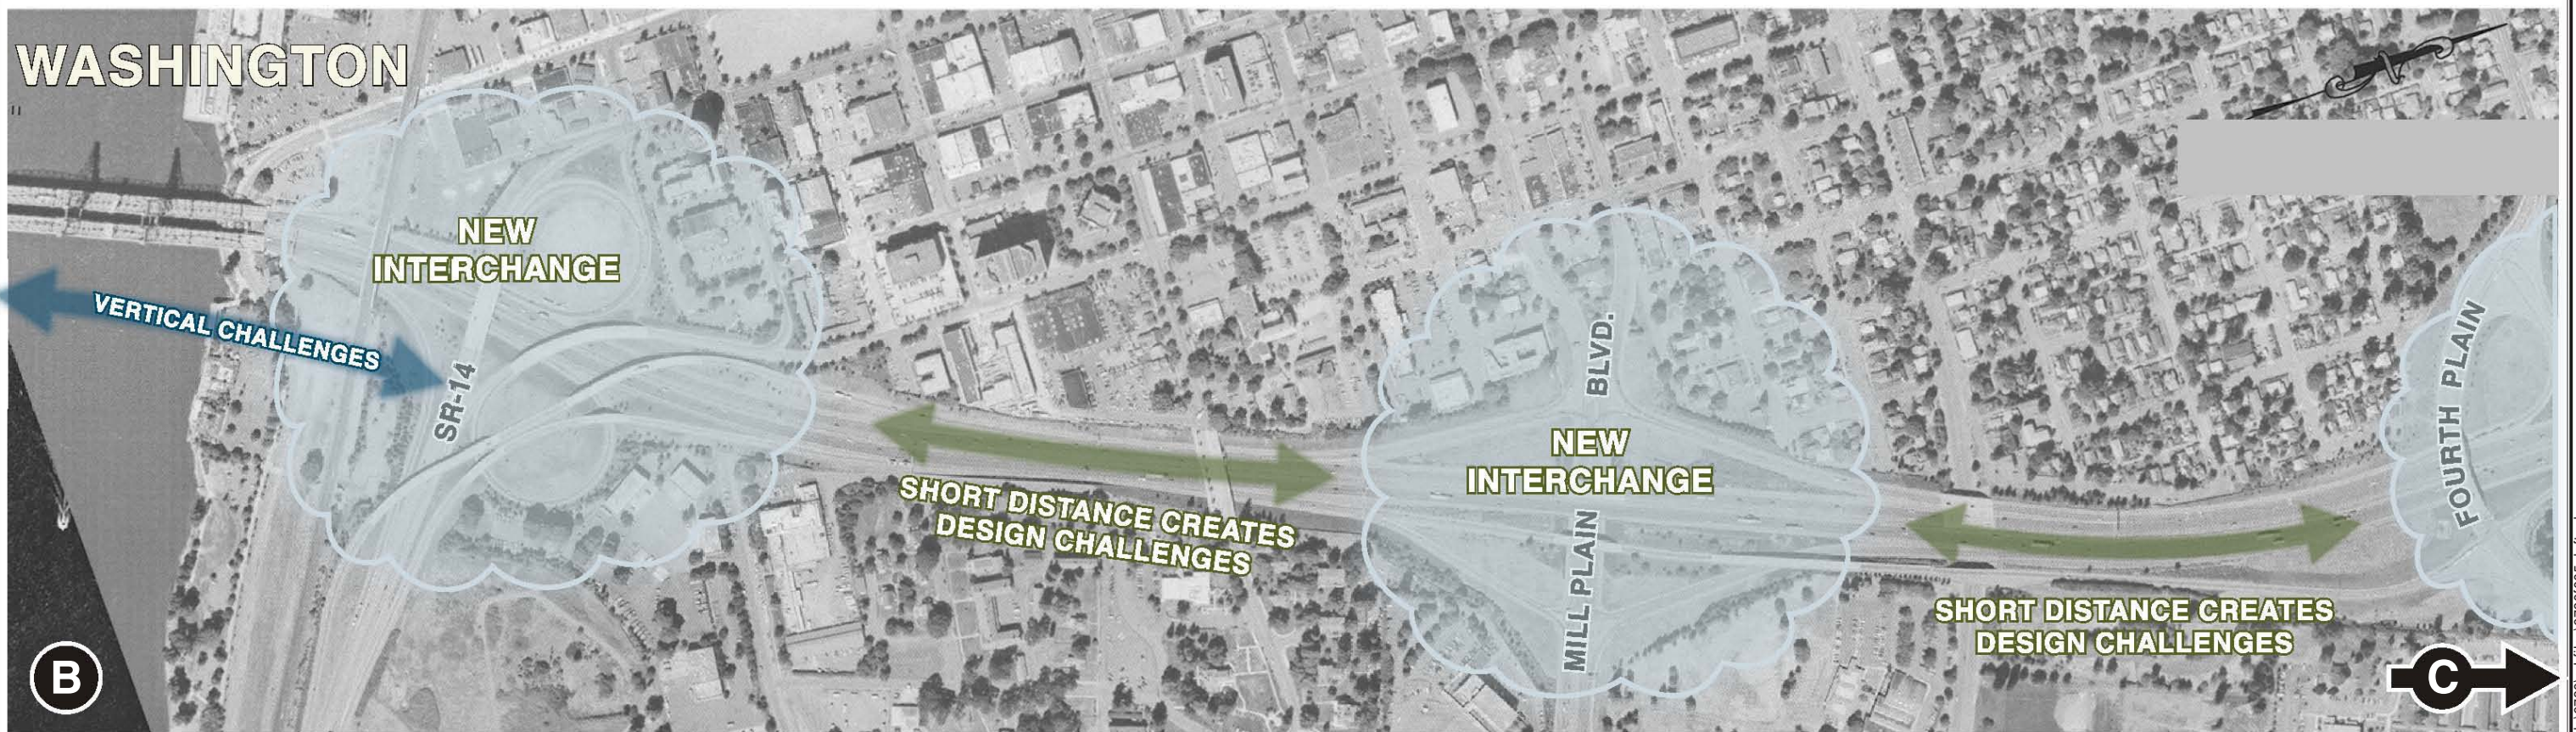 WASHINGTON
N
NEW
INTERCHANGE
VERTICAL CHALLENGES
SR-14
SHORT DISTANCE CREATES
DESIGN CHALLENGES
NEW
INTERCHANGE
MILL PLAIN BLVD.
SHORT DISTANCE CREATES
DESIGN CHALLENGES
FOURTH PLAIN
B
C